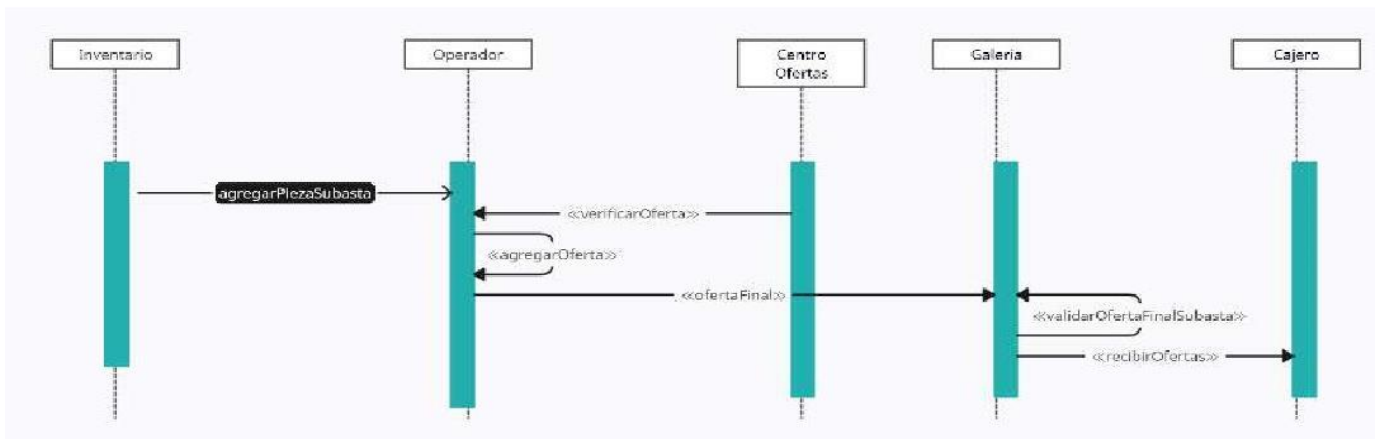 Inventario
Operador
Centro
Ofertas
Galeria
Cajero
agregarPiezaSubasta
«verificarOferta»
«agregarOferta»
«ofertaFinal»
«validarOfertaFinalSubasta»
«recibirOfertas»